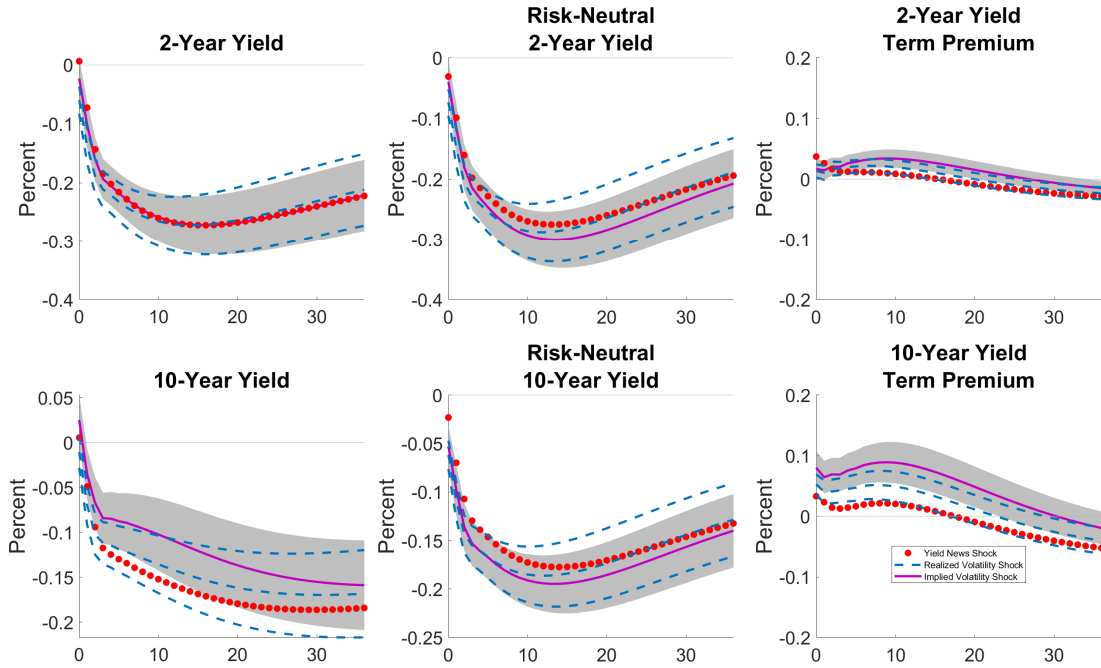 2-Year Yield
Percent
0
-0.1
-0.2
-0.3
-0.4
0
10
20
30
Risk-Neutral
2-Year Yield
Percent
0
-0.1
-0.2
-0.3
-0.4
0
10
20
30
2-Year Yield
Term Premium
Percent
0.2
0.1
0
-0.1
-0.2
0
10
20
30
10-Year Yield
Percent
0.05
0
-0.05
-0.1
-0.15
-0.2
0
10
20
30
Risk-Neutral
10-Year Yield
Percent
0
-0.05
-0.1
-0.15
-0.2
-0.25
0
10
20
30
10-Year Yield
Term Premium
Percent
0.2
0.1
0
-0.1
-0.2
0
10
20
30
Yield News Shock
Realized Volatility Shock
Implied Volatility Shock